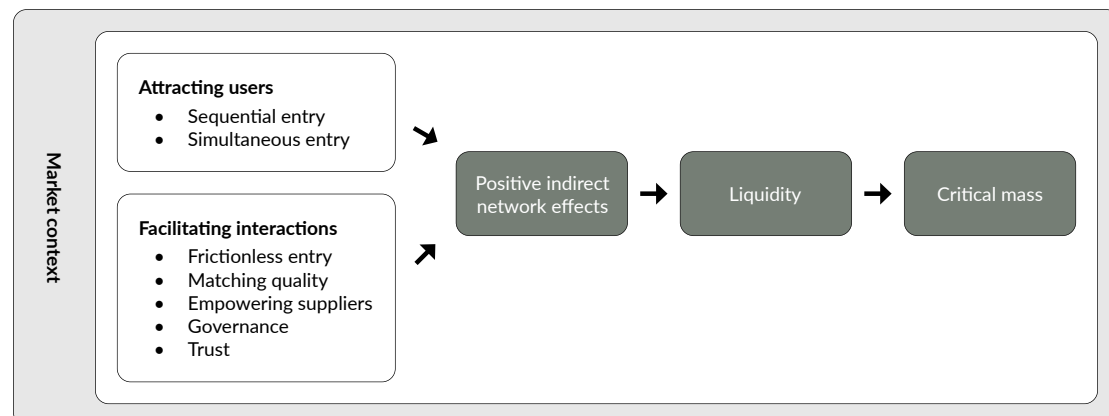 Market context
Attracting users
• Sequential entry
• Simultaneous entry
Facilitating interactions
• Frictionless entry
• Matching quality
• Empowering suppliers
• Governance
• Trust
Positive indirect
network effects
Liquidity
Critical mass